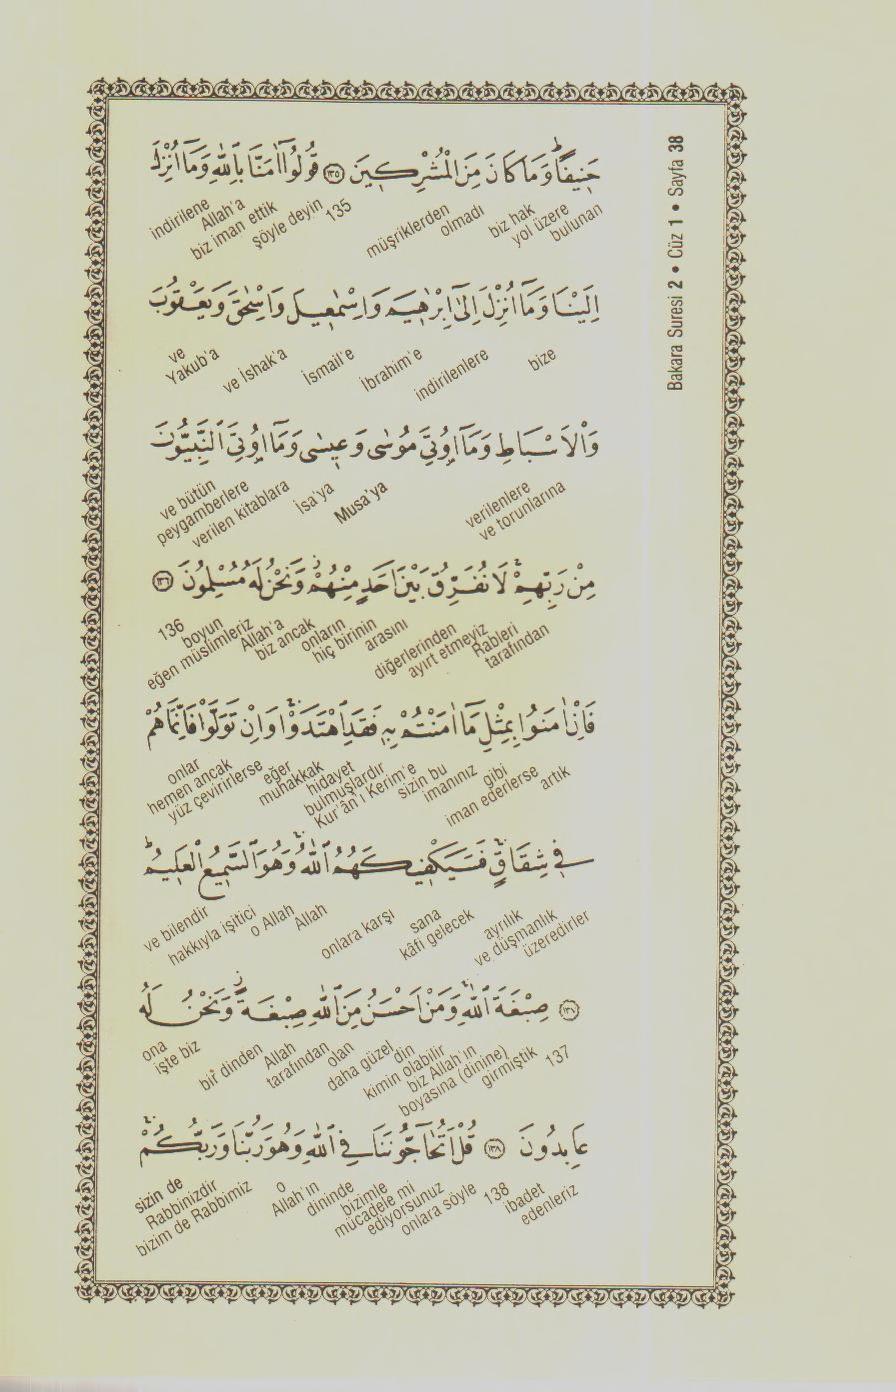 Bakara Suresi 2 • Cüz 1 • Sayfa 38
حَنِيفًاۜ وَمَا كَانَ مِنَ الْمُشْرِكِينَ ﴿١٣٥﴾ قُولُٓوا اٰمَنَّا بِاللّٰهِ وَمَٓا اُنْزِلَ
bulunan yol üzere biz hak olmadı müşriklerden 135 şöyle deyin biz iman ettik Allah'a indirilene
اِلَيْنَا وَمَٓا اُنْزِلَ اِلٰٓى اِبْرٰهِيمَ وَاِسْمٰعِيلَ وَاِسْحٰقَ وَيَعْقُوبَ
bize indirilenlere İbrahim'e İsmail'e ve İshak'a ve Yakub'a
وَالْاَسْبَاطِ وَمَٓا اُو۫تِيَ مُوسٰى وَع۪يسٰى وَمَٓا اُو۫تِيَ النَّبِيُّونَ
ve torunlarına verilenlere Musa'ya İsa'ya verilen kitablara ve bütün peygamberlere
مِنْ رَبِّهِمْۚ لَا نُفَرِّقُ بَيْنَ اَحَدٍ مِنْهُمْۘ وَنَحْنُ لَهُ مُسْلِمُونَ ﴿١٣٦﴾
Rableri tarafından diğerlerinden ayırt etmeyiz arasını hiç birinin onların biz ancak Allah'a boyun eğen müslimleriz 136
فَاِنْ اٰمَنُوا بِمِثْلِ مَٓا اٰمَنْتُمْ بِه۪ فَقَدِ اهْتَدَوْاۚ وَاِنْ تَوَلَّوْا فَاِنَّمَا هُمْ
artık iman ederlerse gibi imanınız sizin bu Kur'ân'ı Kerim'e bulmuşlardır hidayet muhakkak eğer yüz çevirirlerse hemen ancak onlar
ف۪ي شِقَاقٍۚ فَسَيَكْف۪يكَهُمُ اللّٰهُۚ وَهُوَ السَّم۪يعُ الْعَل۪يمُۜ
üzeredirler ve düşmanlık ayrılık kâfi gelecek sana onlara karşı Allah o Allah hakkıyla işitici ve bilendir
﴿١٣٧﴾ صِبْغَةَ اللّٰهِۚ وَمَنْ اَحْسَنُ مِنَ اللّٰهِ صِبْغَةًۘ وَنَحْنُ لَهُ
137 girmiştik boyasına (dinine) biz Allah'ın kimin olabilir din daha güzel olan tarafından Allah bir dinden işte biz ona
عَابِدُونَ ﴿١٣٨﴾ قُلْ اَتُحَٓاجُّونَنَا فِي اللّٰهِ وَهُوَ رَبُّنَا وَرَبُّكُمْۚ
edenleriz ibadet 138 onlara söyle ediyorsunuz mücadele mi bizimle dininde Allah'ın o bizim de Rabbimiz Rabbinizdir sizin de